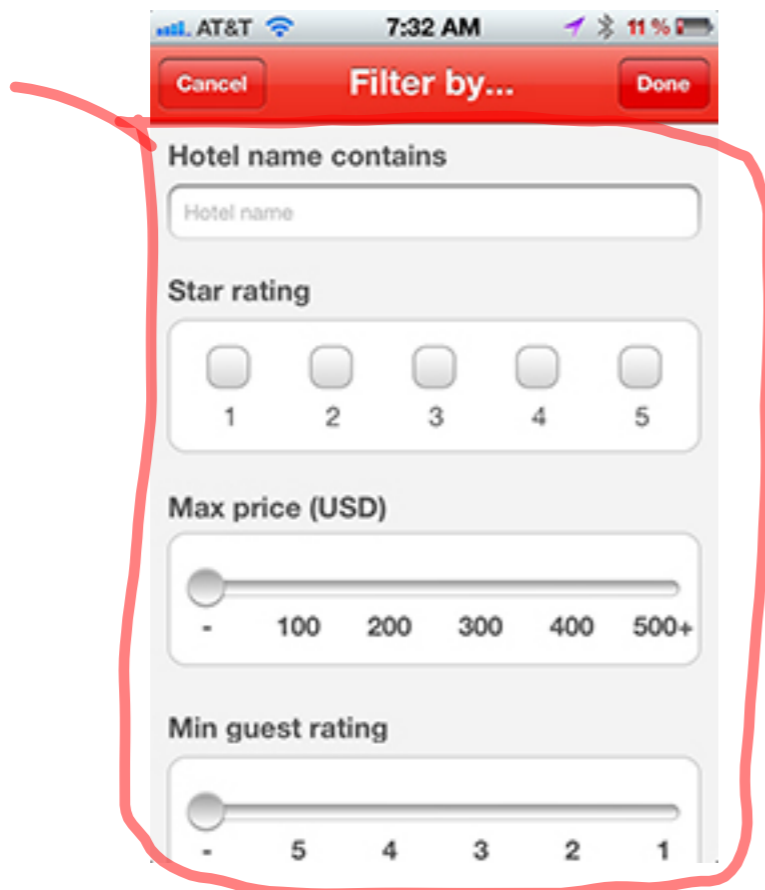 AT&T 7:32 AM 11 %
Cancel Filter by... Done
Hotel name contains
Hotel name
Star rating
1 2 3 4 5
Max price (USD)
- 100 200 300 400 500+
Min guest rating
- 5 4 3 2 1